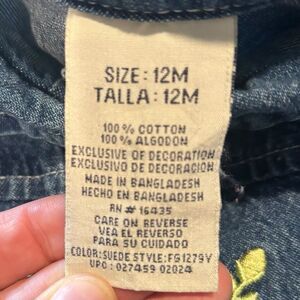 SIZE: 12M
TALLA: 12M
100% COTTON
100% ALGODON
EXCLUSIVE OF DECORATION
EXCLUSIVO DE DECORACION
MADE IN BANGLADESH
HECHO EN BANGLADESH
RN # 16435
CARE ON REVERSE
VEA EL REVERSO
PARA SU CUIDADO
COLOR:SUEDE STYLE:FG1279V
UPC: 027459 02024